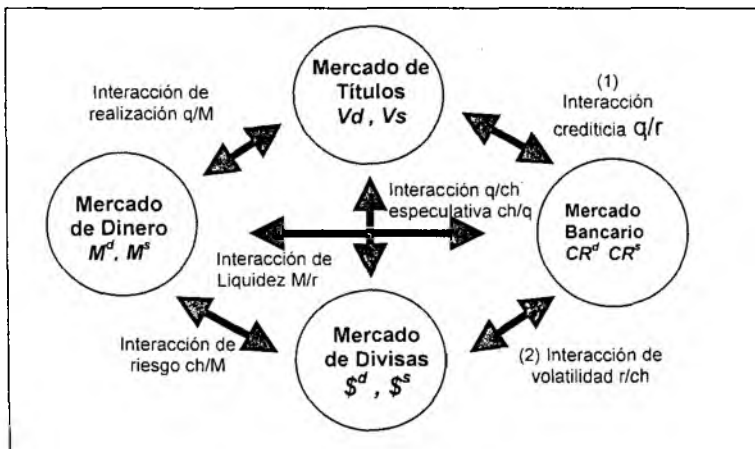 Mercado de
Títulos
Vd , Vs
Interacción de
realización q/M
(1)
Interacción
crediticia q/r
Mercado
de Dinero
Mᵈ, Mˢ
Interacción q/ch
especulativa ch/q
Interacción de
Liquidez M/r
Mercado
Bancario
CRᵈ CRˢ
Interacción de
riesgo ch/M
Mercado
de Divisas
$ᵈ , $ˢ
(2) Interacción de
volatilidad r/ch